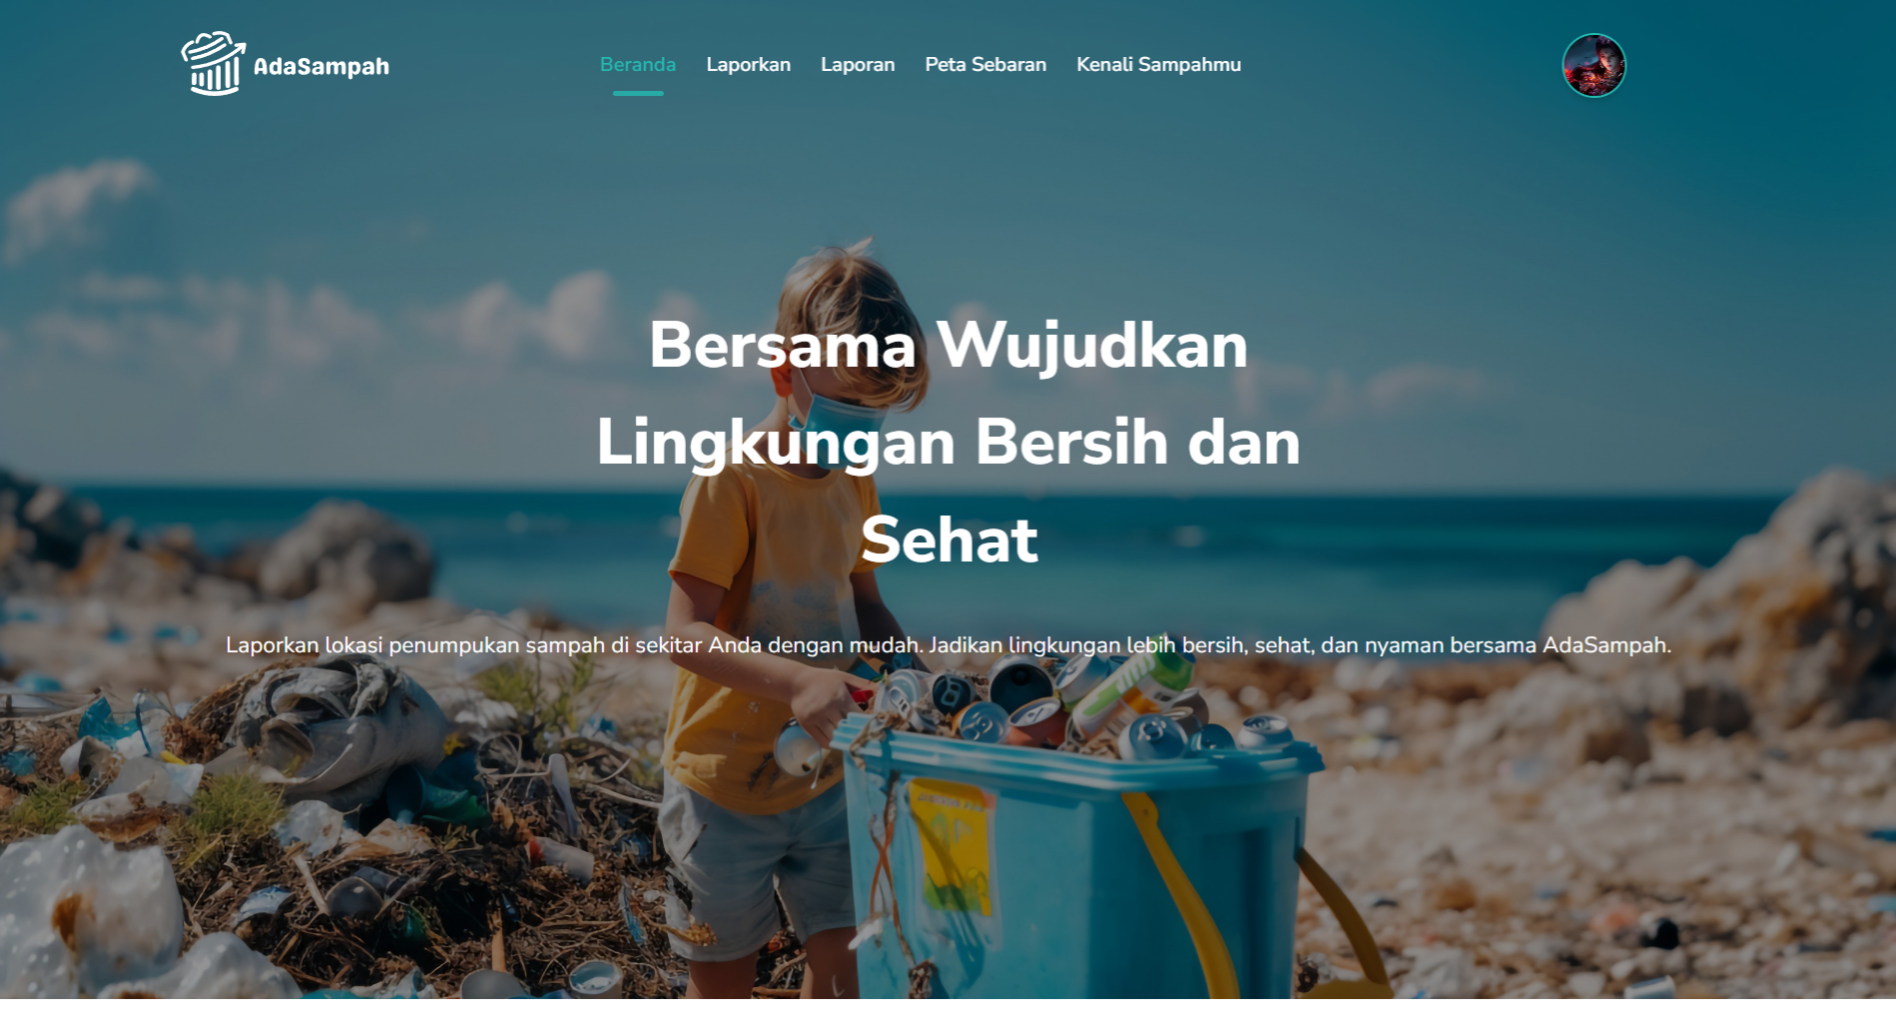 AdaSampah
Beranda Laporkan Laporan Peta Sebaran Kenali Sampahmu
Bersama Wujudkan
Lingkungan Bersih dan
Sehat
Laporkan lokasi penumpukan sampah di sekitar Anda dengan mudah. Jadikan lingkungan lebih bersih, sehat, dan nyaman bersama AdaSampah.